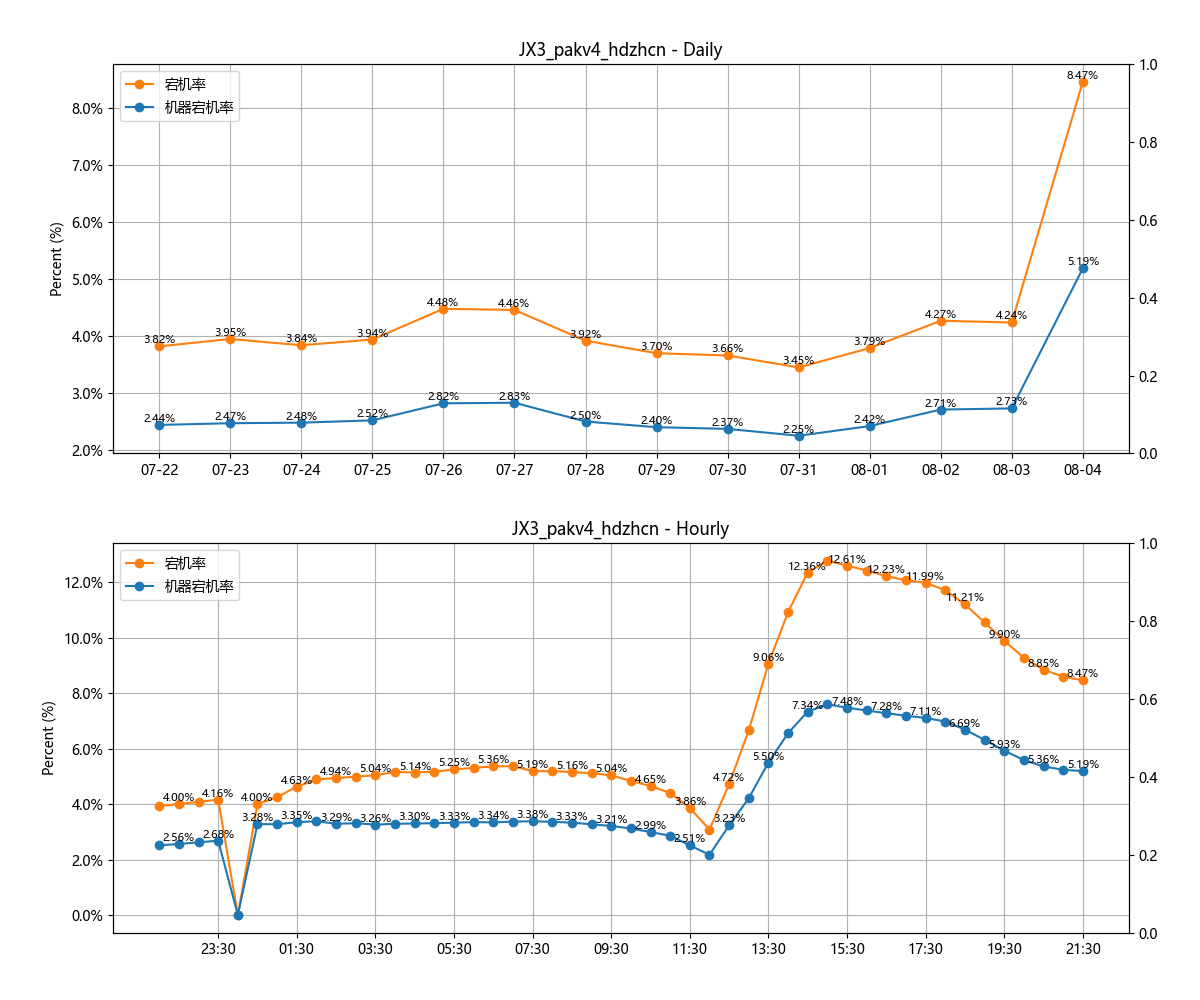 JX3_pakv4_hdzhcn - Daily
宕机率
机器宕机率
Percent (%)
8.0%
7.0%
6.0%
5.0%
4.0%
3.0%
2.0%
1.0
0.8
0.6
0.4
0.2
0.0
3.82% 3.95% 3.84% 3.94% 4.48% 4.46% 3.92% 3.70% 3.66% 3.45% 3.79% 4.27% 4.24% 8.47%
2.44% 2.47% 2.48% 2.52% 2.82% 2.83% 2.50% 2.40% 2.37% 2.25% 2.42% 2.71% 2.73% 5.19%
07-22 07-23 07-24 07-25 07-26 07-27 07-28 07-29 07-30 07-31 08-01 08-02 08-03 08-04
JX3_pakv4_hdzhcn - Hourly
宕机率
机器宕机率
Percent (%)
12.0%
10.0%
8.0%
6.0%
4.0%
2.0%
0.0%
1.0
0.8
0.6
0.4
0.2
0.0
4.00% 4.16% 4.00% 4.63% 4.94% 5.04% 5.14% 5.25% 5.36% 5.19% 5.16% 5.04% 4.65% 3.86% 4.72% 9.06% 12.36% 12.61% 12.23% 11.99% 11.21% 9.90% 8.85% 8.47%
2.56% 2.68% 3.28% 3.35% 3.29% 3.26% 3.30% 3.33% 3.34% 3.38% 3.33% 3.21% 2.99% 2.51% 3.23% 5.50% 7.34% 7.48% 7.28% 7.11% 6.69% 5.93% 5.36% 5.19%
23:30 01:30 03:30 05:30 07:30 09:30 11:30 13:30 15:30 17:30 19:30 21:30